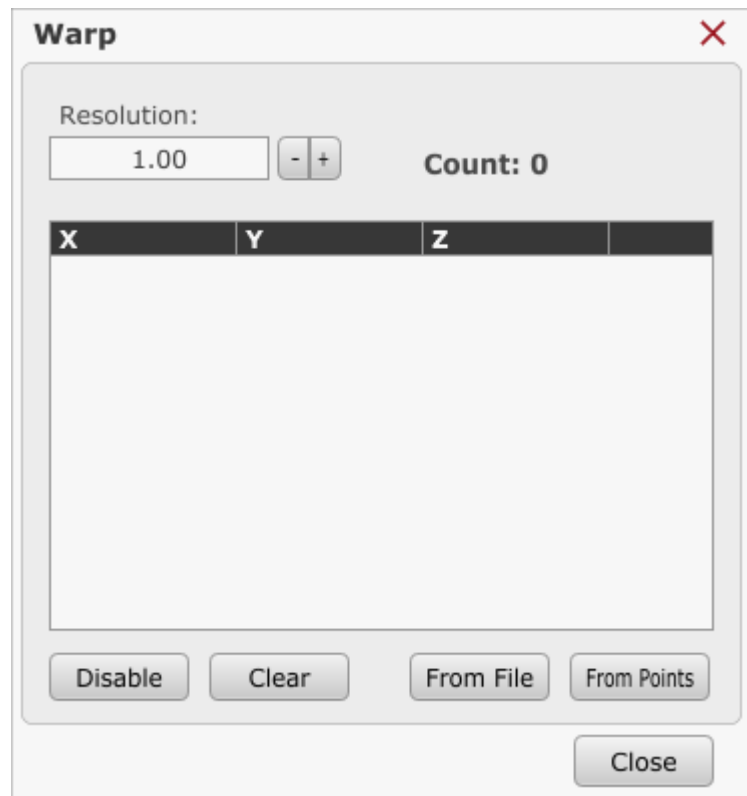 Warp
Resolution:
1.00 - + Count: 0
X Y Z
Disable Clear From File From Points
Close